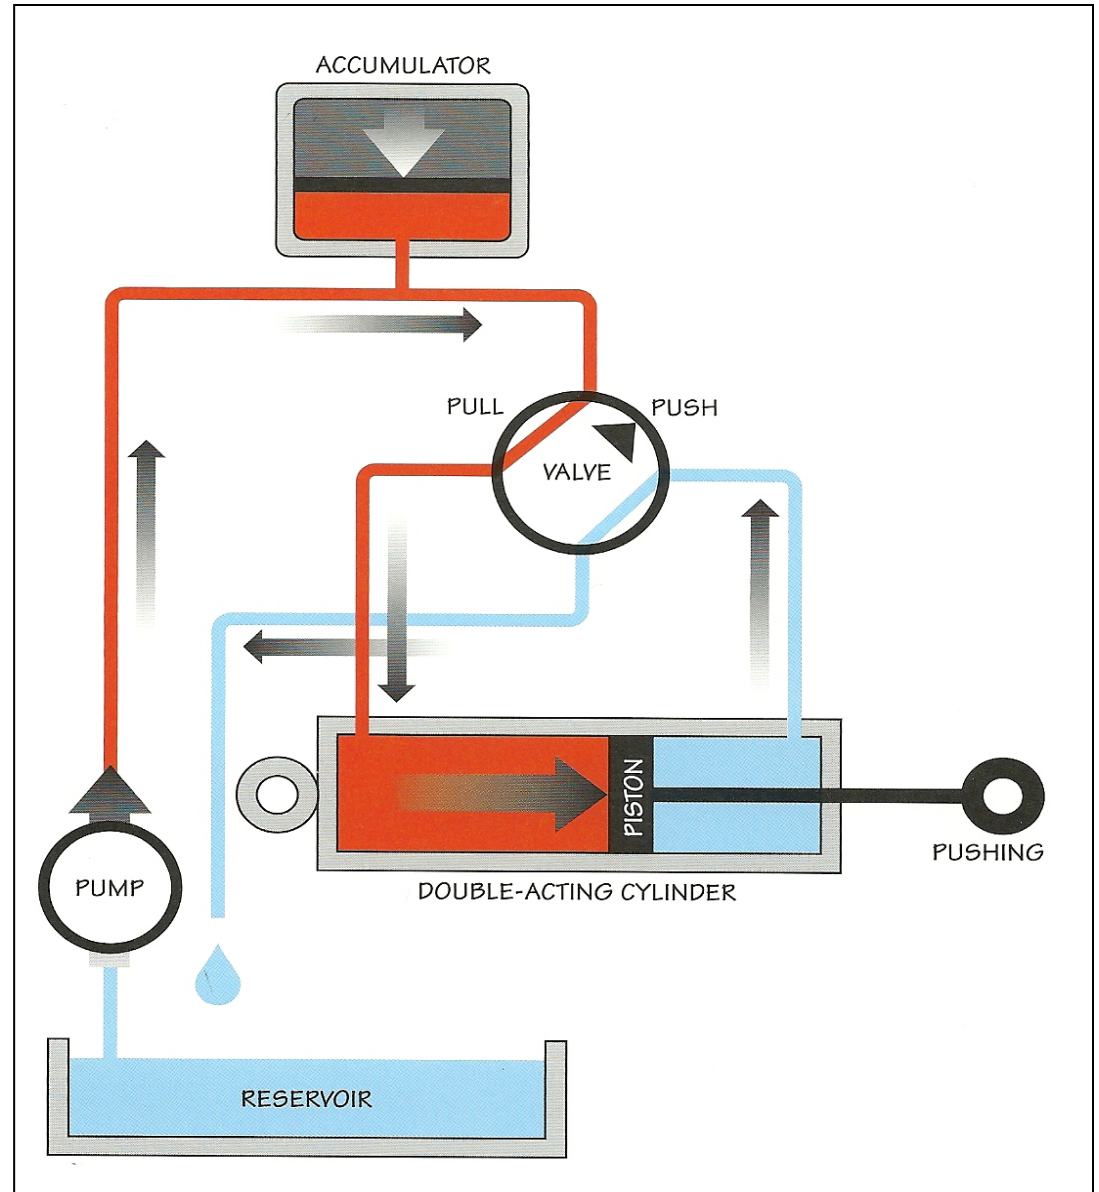 ACCUMULATOR
PULL
PUSH
VALVE
PISTON
PUSHING
DOUBLE-ACTING CYLINDER
PUMP
RESERVOIR